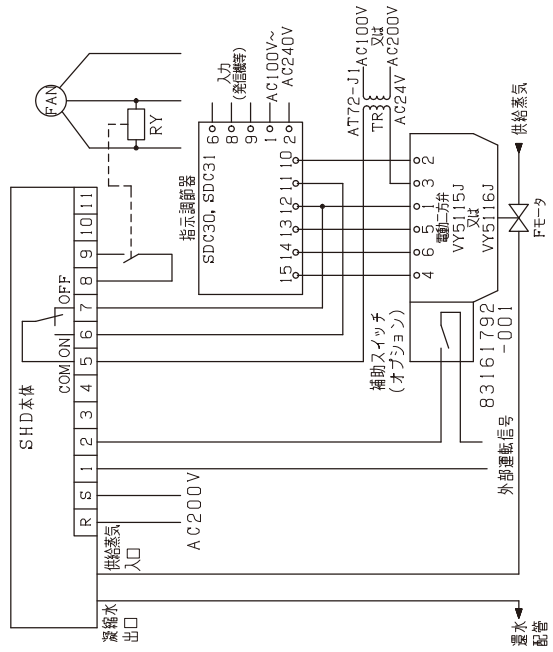 FAN
RY
入力
(発信機等)
AC100V~
AC240V
AT72-J1
AC100V
又は
AC200V
TR
AC24V
指示調節器
SDC30,SDC31
6
8
9
1
2
15
14
13
12
11
10
4
6
5
1
3
2
電動二方弁
VY5115J
又は
VY5116J
供給蒸気
Fモータ
補助スイッチ
(オプション)
83161792
-001
外部運転信号
SHD本体
COM
ON
OFF
R
S
1
2
3
4
5
6
7
8
9
10
11
AC200V
供給蒸気
入口
凝縮水
出口
還水
配管